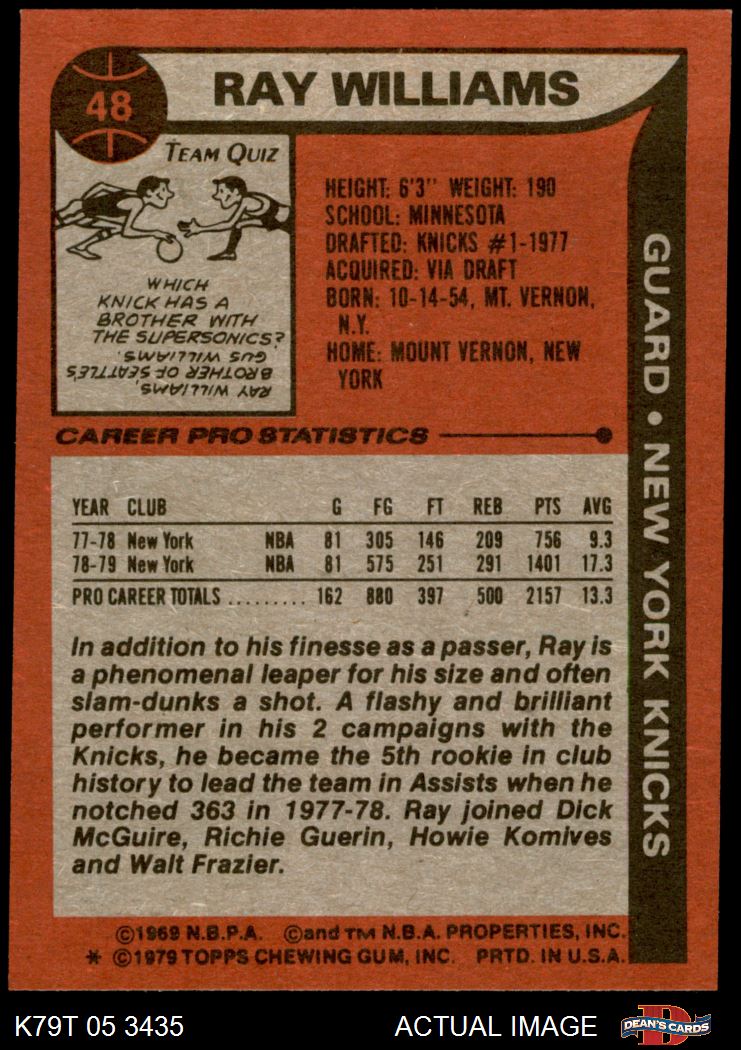 48
RAY WILLIAMS
TEAM QUIZ
WHICH
KNICK HAS A
BROTHER WITH
THE SUPERSONICS?
RAY WILLIAMS,
BROTHER OF SEATTLE'S
GUS WILLIAMS.
HEIGHT: 6'3" WEIGHT: 190
SCHOOL: MINNESOTA
DRAFTED: KNICKS #1-1977
ACQUIRED: VIA DRAFT
BORN: 10-14-54, MT. VERNON,
N.Y.
HOME: MOUNT VERNON, NEW
YORK
GUARD • NEW YORK KNICKS
CAREER PRO STATISTICS
YEAR CLUB G FG FT REB PTS AVG
77-78 New York NBA 81 305 146 209 756 9.3
78-79 New York NBA 81 575 251 291 1401 17.3
PRO CAREER TOTALS ......... 162 880 397 500 2157 13.3
In addition to his finesse as a passer, Ray is
a phenomenal leaper for his size and often
slam-dunks a shot. A flashy and brilliant
performer in his 2 campaigns with the
Knicks, he became the 5th rookie in club
history to lead the team in Assists when he
notched 363 in 1977-78. Ray joined Dick
McGuire, Richie Guerin, Howie Komives
and Walt Frazier.
©1969 N.B.P.A. ©and TM N.B.A. PROPERTIES, INC.
* ©1979 TOPPS CHEWING GUM, INC. PRTD. IN U.S.A.
K79T 05 3435 ACTUAL IMAGE
D
DEAN'S CARDS